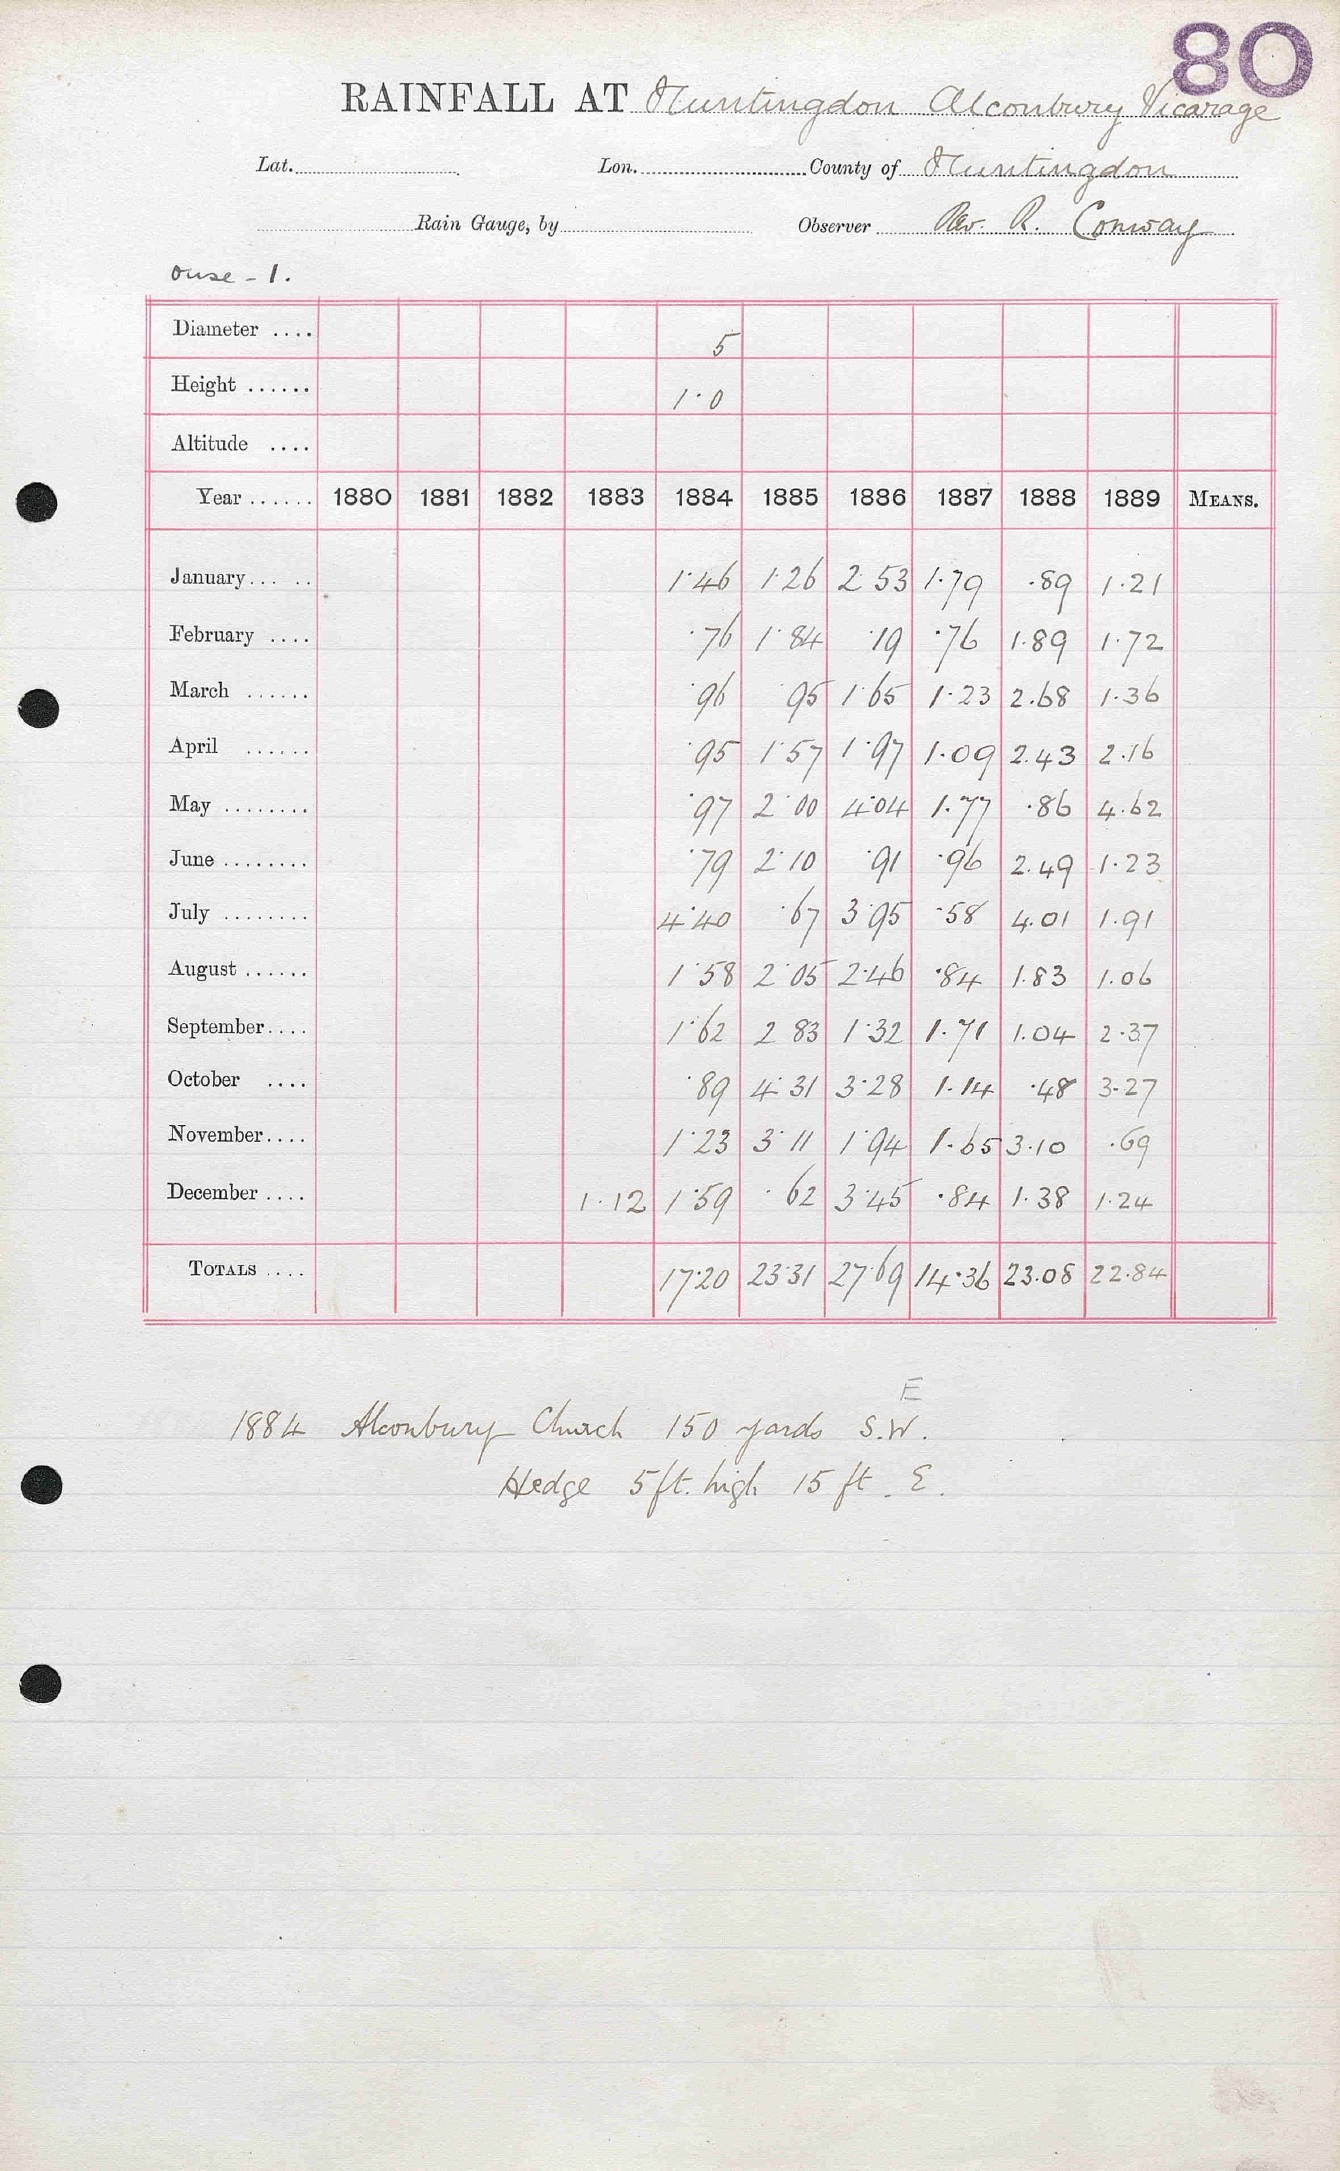 80
RAINFALL AT Huntingdon Alconbury Vicarage
Lat. Lon. County of Huntingdon
Rain Gauge, by Observer Rev. R. Conway
Ouse - 1.
Diameter .... 5
Height ...... 1·0
Altitude ....
Year ...... 1880 1881 1882 1883 1884 1885 1886 1887 1888 1889 MEANS.
January... .. 1·46 1·26 2·53 1·79 ·89 1·21
February .... ·76 1·84 ·19 ·76 1·89 1·72
March ...... ·96 ·95 1·65 1·23 2·68 1·36
April ...... ·95 1·57 1·97 1·09 2·43 2·16
May ........ ·97 2·00 4·04 1·77 ·86 4·62
June ........ ·79 2·10 ·91 ·96 2·49 1·23
July ........ 4·40 ·67 3·95 ·58 4·01 1·91
August ...... 1·58 2·05 2·46 ·84 1·83 1·06
September.... 1·62 2·83 1·32 1·71 1·04 2·37
October .... ·89 4·31 3·28 1·14 ·48 3·27
November.... 1·23 3·11 1·94 1·65 3·10 ·69
December .... 1·12 1·59 ·62 3·45 ·84 1·38 1·24
TOTALS .... 17·20 23·31 27·69 14·36 23·08 22·84
E
1884 Alconbury Church 150 yards S.W.
Hedge 5 ft. high 15 ft. E.